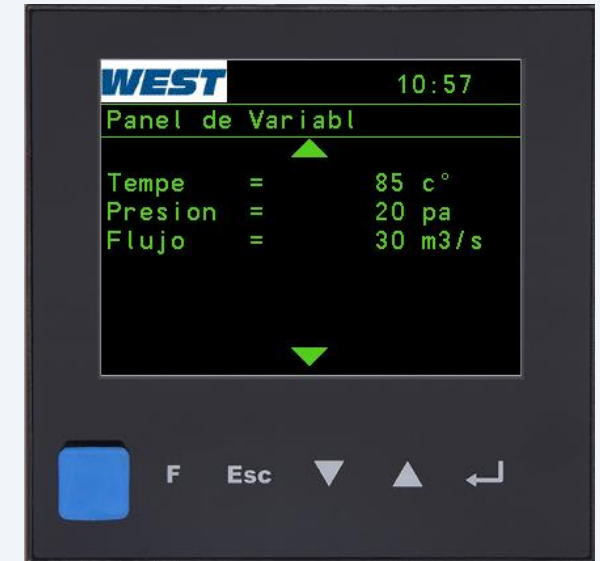 WEST
10:57
Panel de Variabl
Tempe = 85 c°
Presion = 20 pa
Flujo = 30 m3/s
F Esc